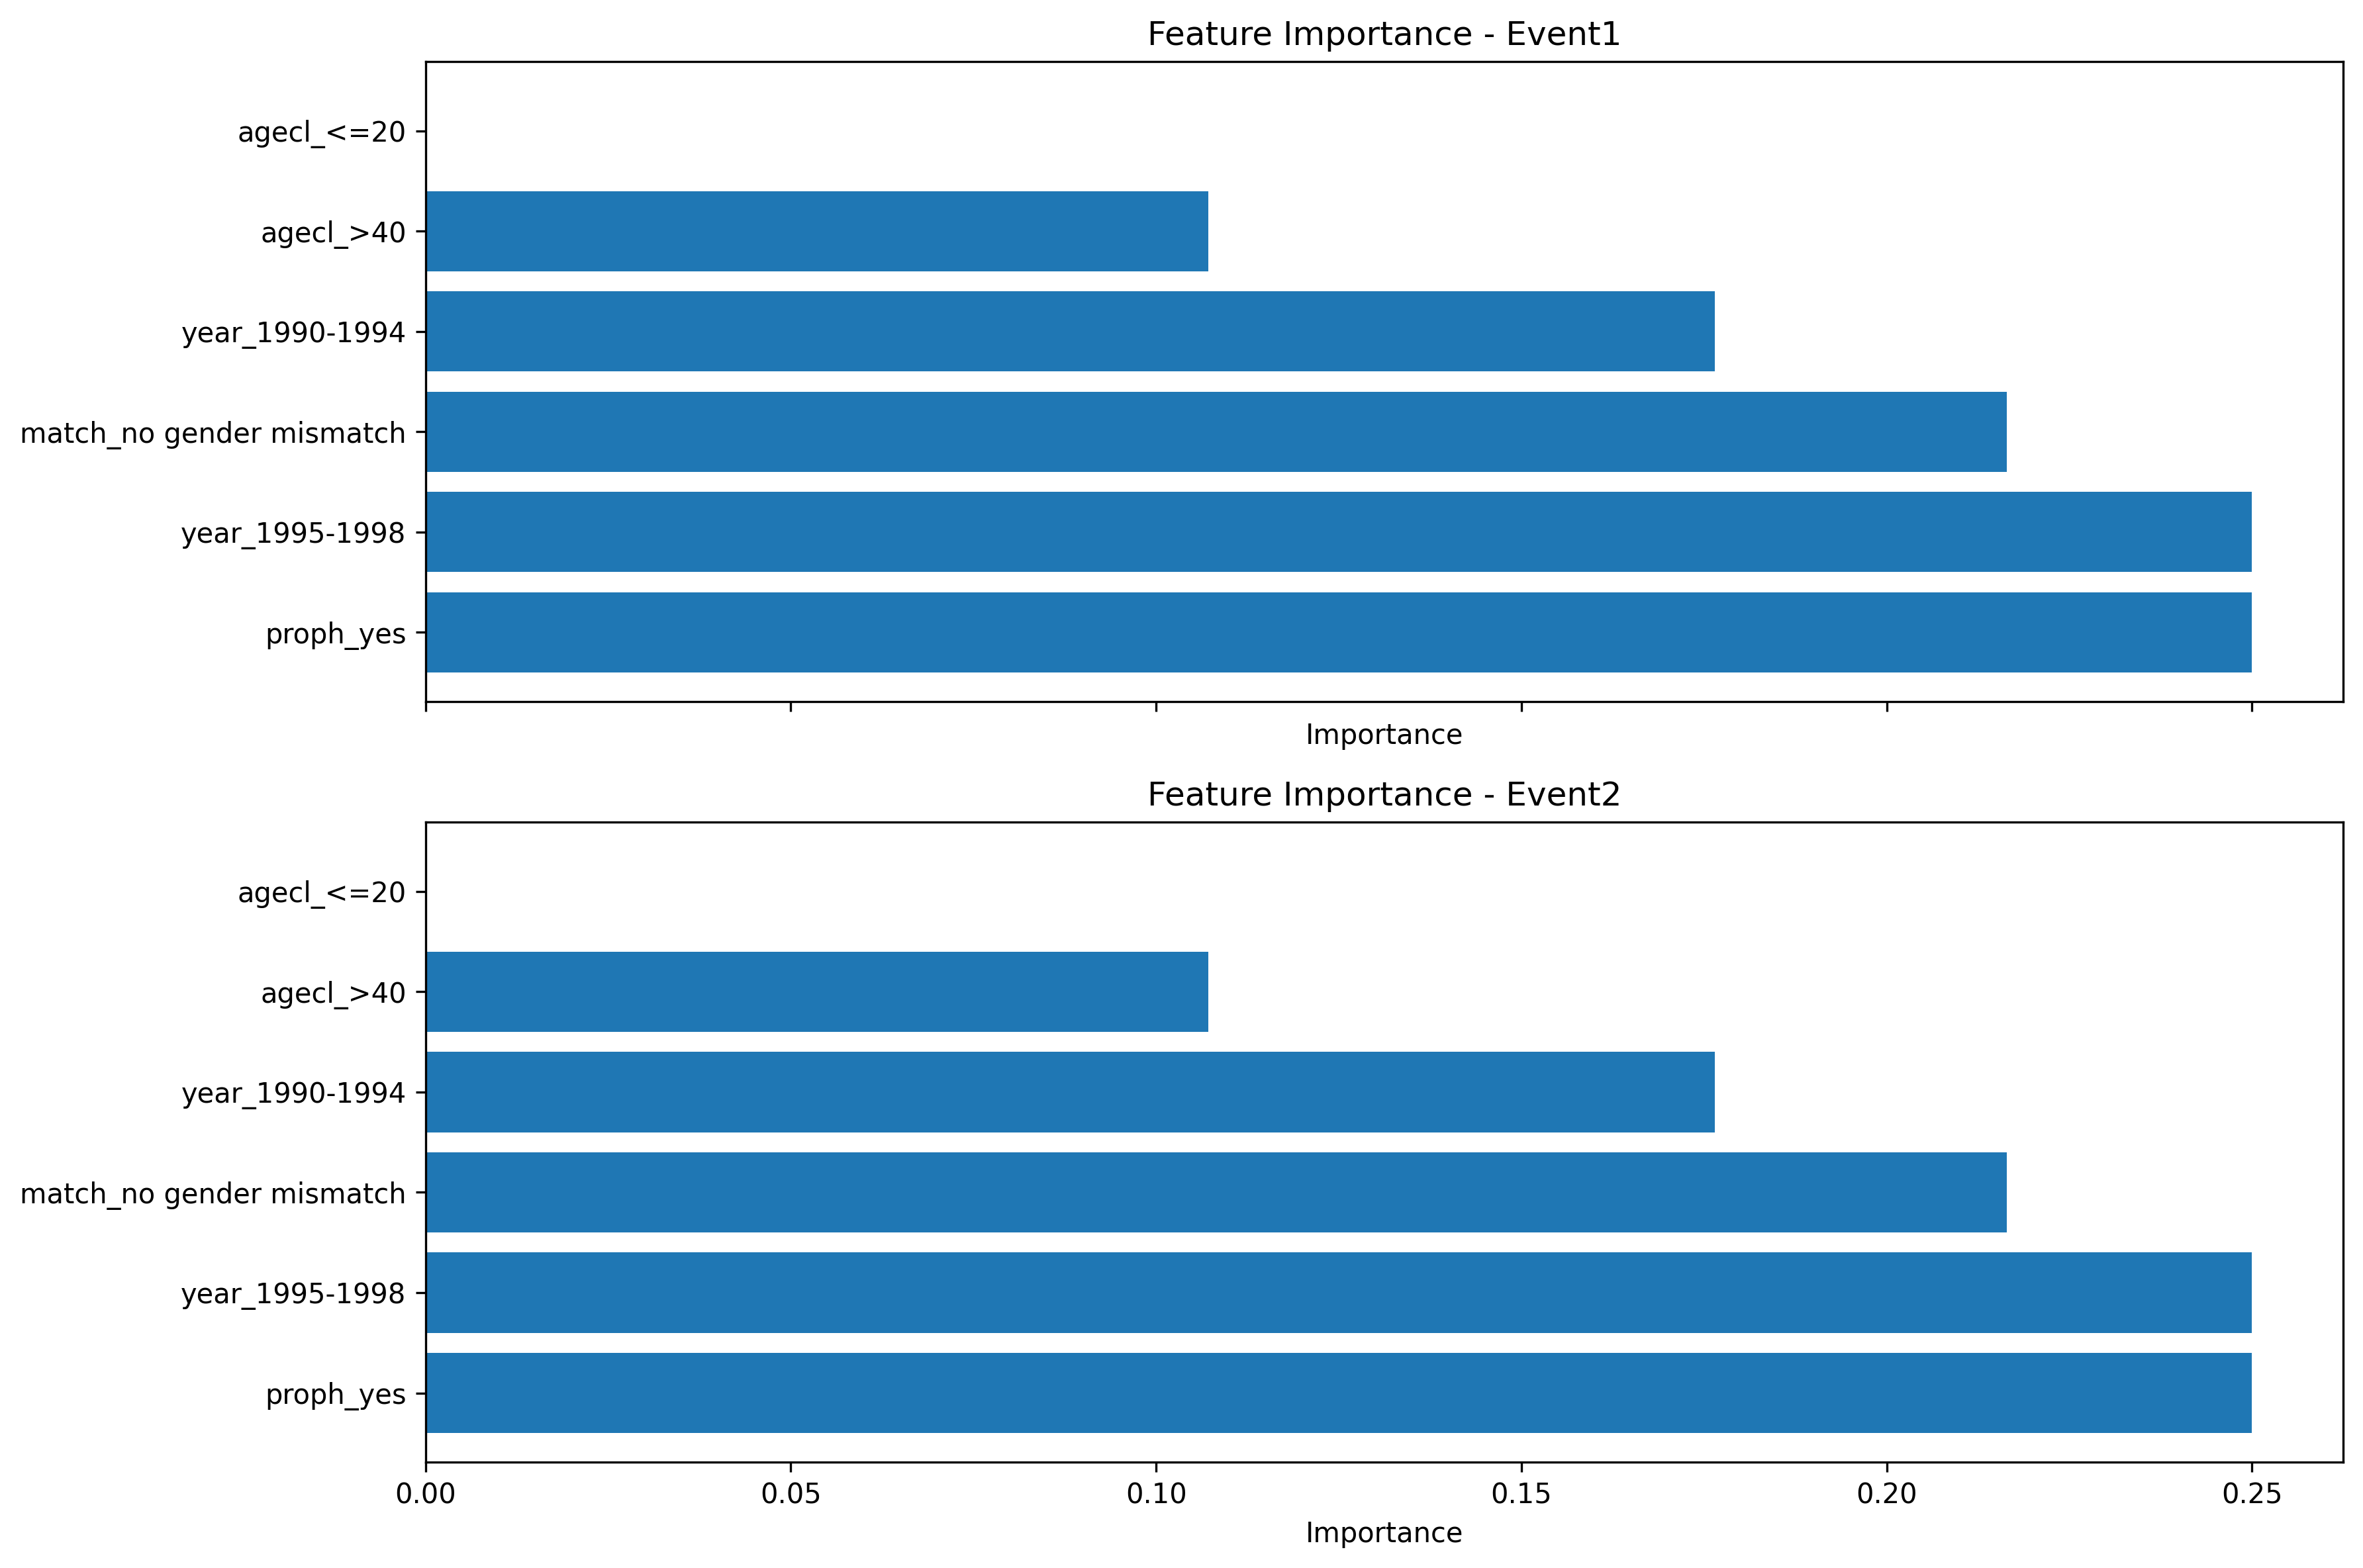 Feature Importance - Event1
agecl_<=20
agecl_>40
year_1990-1994
match_no gender mismatch
year_1995-1998
proph_yes
Importance
Feature Importance - Event2
agecl_<=20
agecl_>40
year_1990-1994
match_no gender mismatch
year_1995-1998
proph_yes
0.00 0.05 0.10 0.15 0.20 0.25
Importance